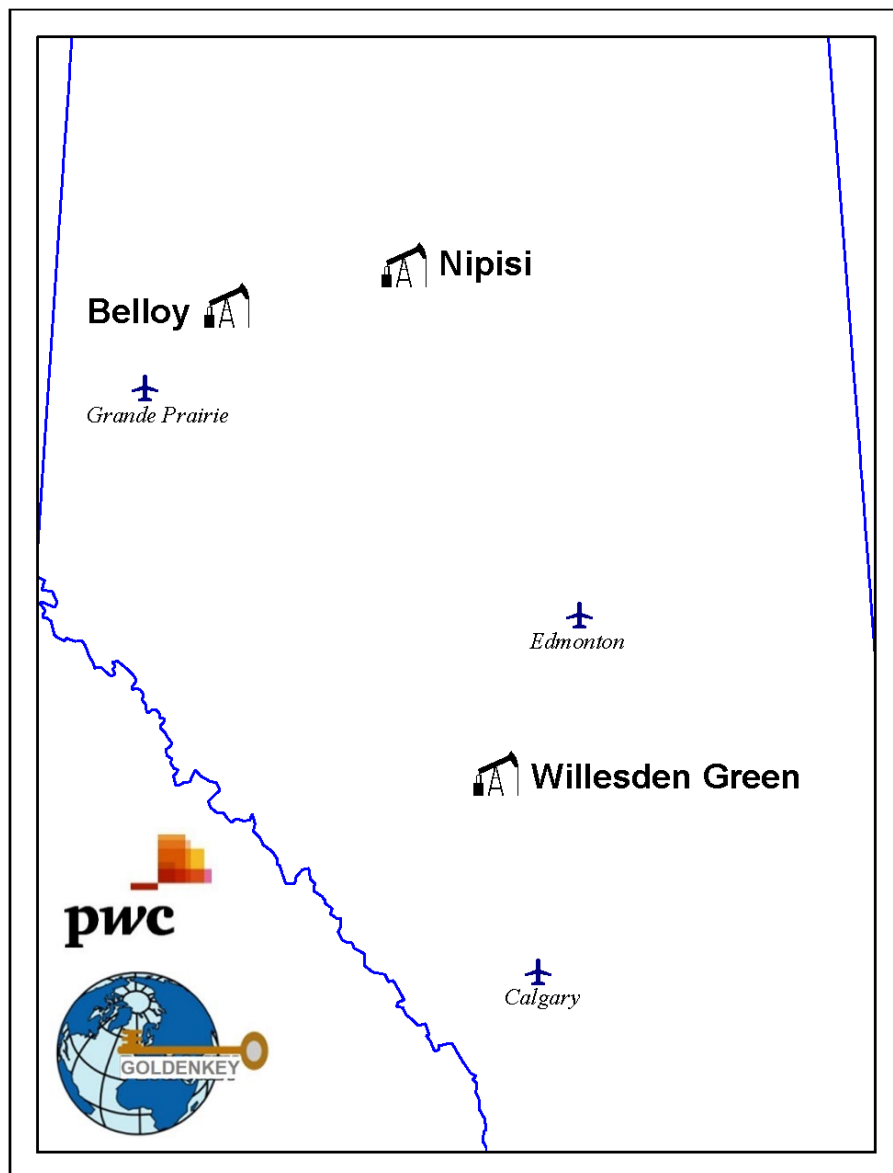 Nipisi
Belloy
Grande Prairie
Edmonton
Willesden Green
pwc
Calgary
GOLDENKEY